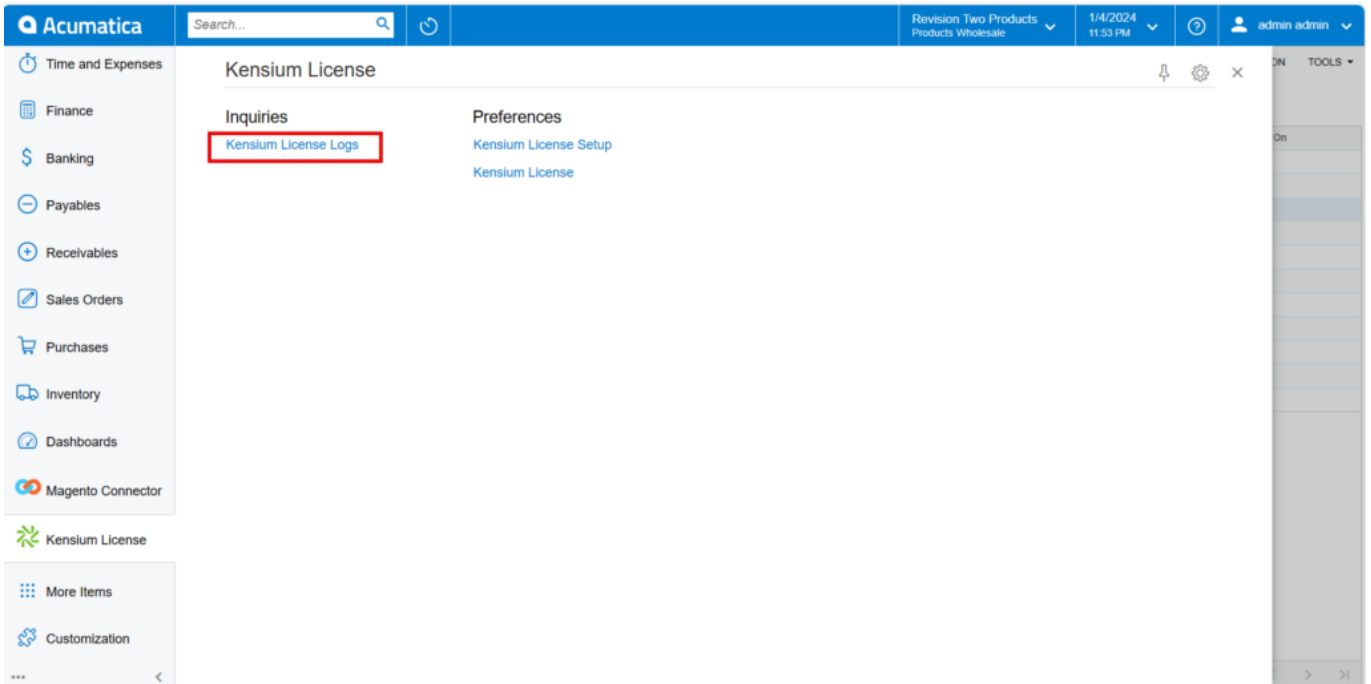 Acumatica
Search...
Revision Two Products
Products Wholesale
1/4/2024
11:53 PM
admin admin
Time and Expenses
Finance
Banking
Payables
Receivables
Sales Orders
Purchases
Inventory
Dashboards
Magento Connector
Kensium License
More Items
Customization
Kensium License
Inquiries
Kensium License Logs
Preferences
Kensium License Setup
Kensium License
ON
TOOLS
On